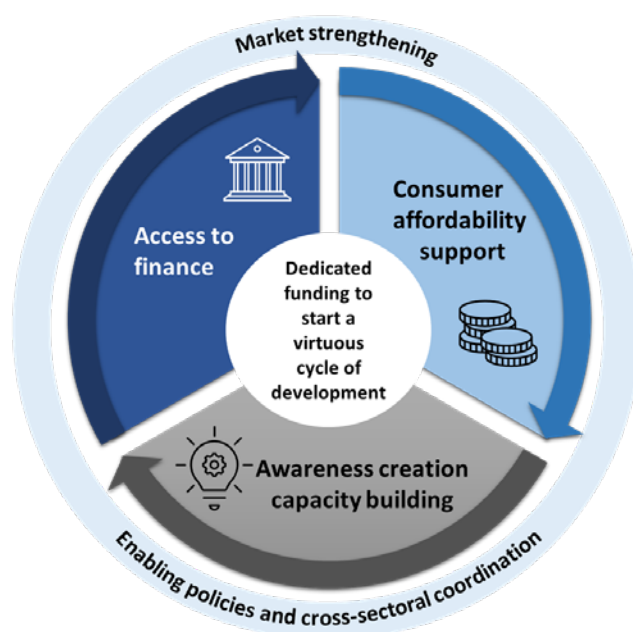 Market strengthening
Access to
finance
Consumer
affordability
support
Dedicated
funding to
start a
virtuous
cycle of
development
Awareness creation
capacity building
Enabling policies and cross-sectoral coordination